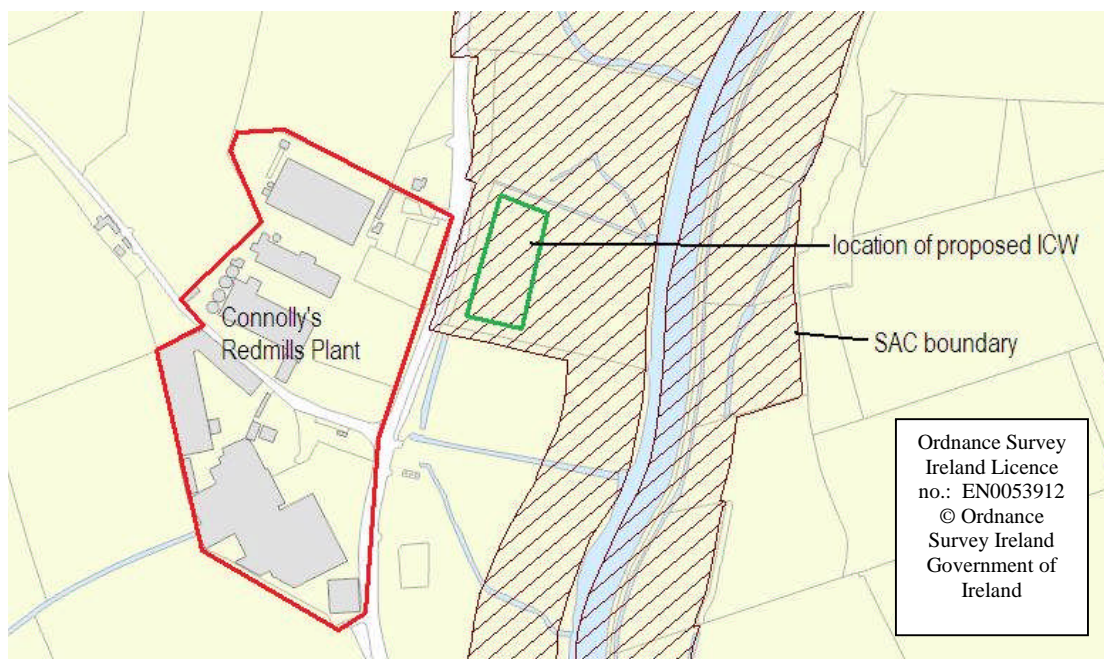 location of proposed ICW
Connolly's
Redmills Plant
SAC boundary
Ordnance Survey
Ireland Licence
no.: EN0053912
© Ordnance
Survey Ireland
Government of
Ireland